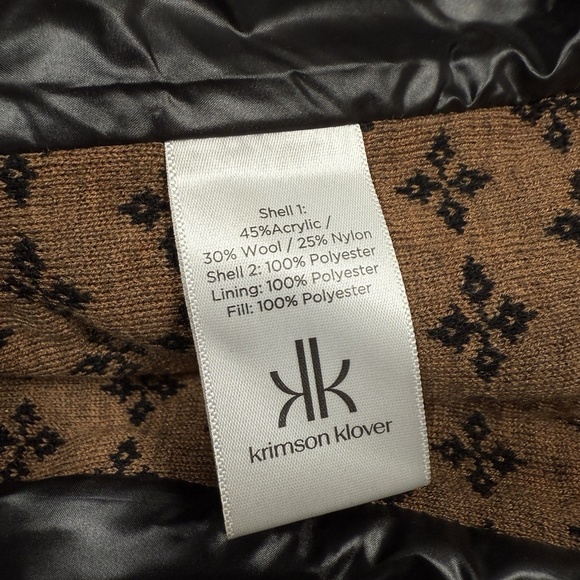 Shell 1:
45%Acrylic /
30% Wool / 25% Nylon
Shell 2: 100% Polyester
Lining: 100% Polyester
Fill: 100% Polyester
kk
krimson klover